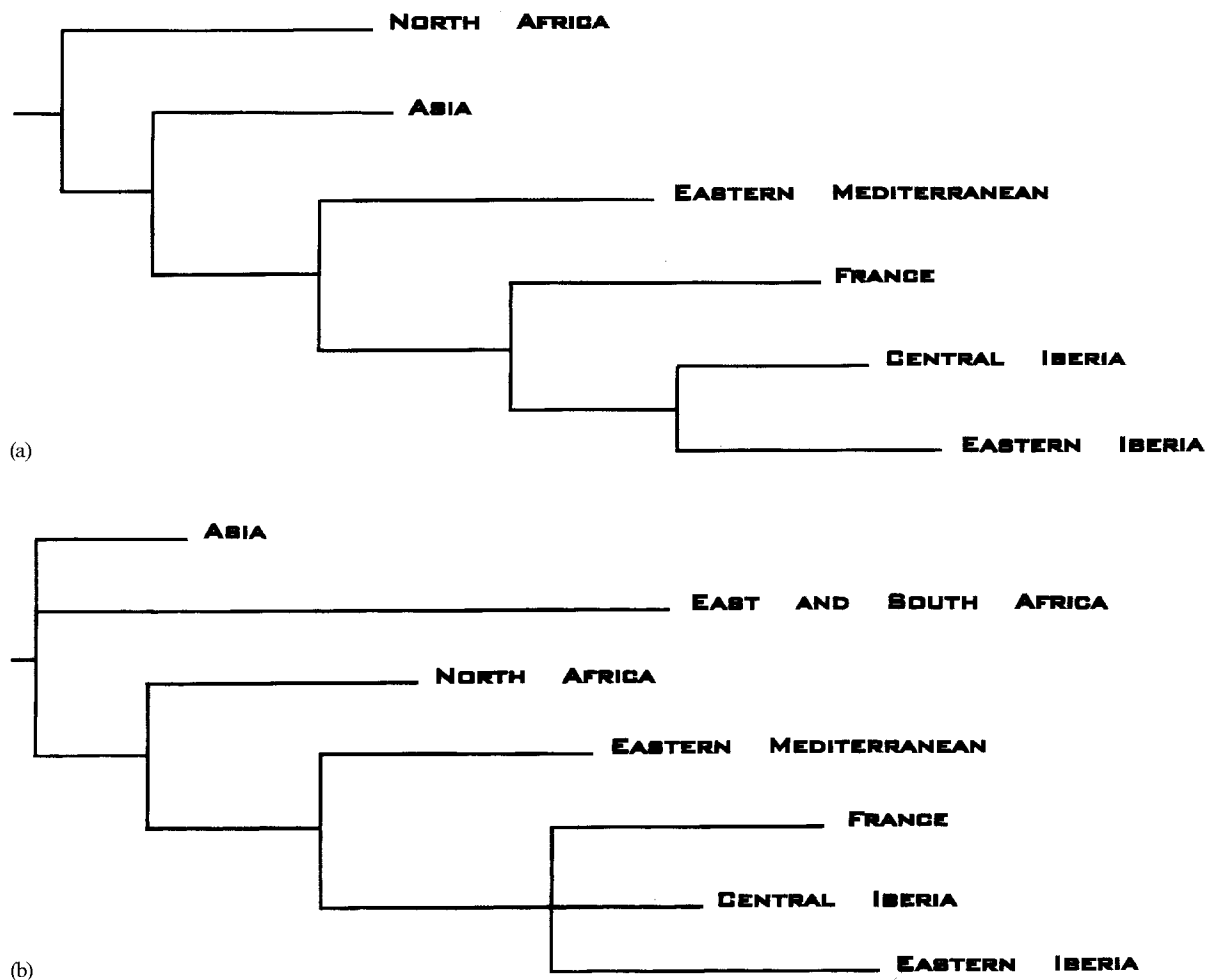 NORTH AFRICA
ASIA
EASTERN MEDITERRANEAN
FRANCE
CENTRAL IBERIA
EASTERN IBERIA
(a)
ASIA
EAST AND SOUTH AFRICA
NORTH AFRICA
EASTERN MEDITERRANEAN
FRANCE
CENTRAL IBERIA
EASTERN IBERIA
(b)